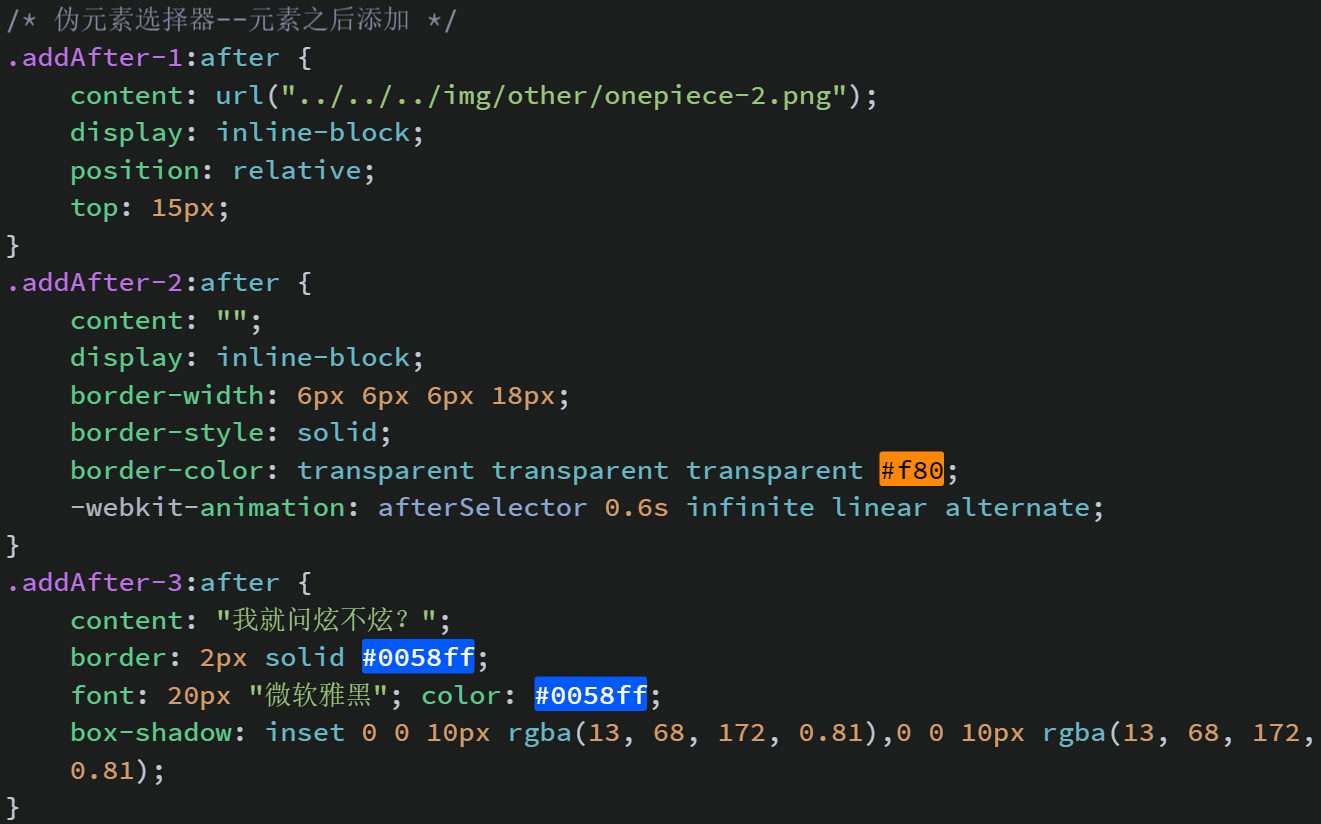 /* 伪元素选择器--元素之后添加 */
.addAfter-1:after {
    content: url("../../../img/other/onepiece-2.png");
    display: inline-block;
    position: relative;
    top: 15px;
}
.addAfter-2:after {
    content: "";
    display: inline-block;
    border-width: 6px 6px 6px 18px;
    border-style: solid;
    border-color: transparent transparent transparent #f80;
    -webkit-animation: afterSelector 0.6s infinite linear alternate;
}
.addAfter-3:after {
    content: "我就问炫不炫？";
    border: 2px solid #0058ff;
    font: 20px "微软雅黑"; color: #0058ff;
    box-shadow: inset 0 0 10px rgba(13, 68, 172, 0.81),0 0 10px rgba(13, 68, 172,
    0.81);
}